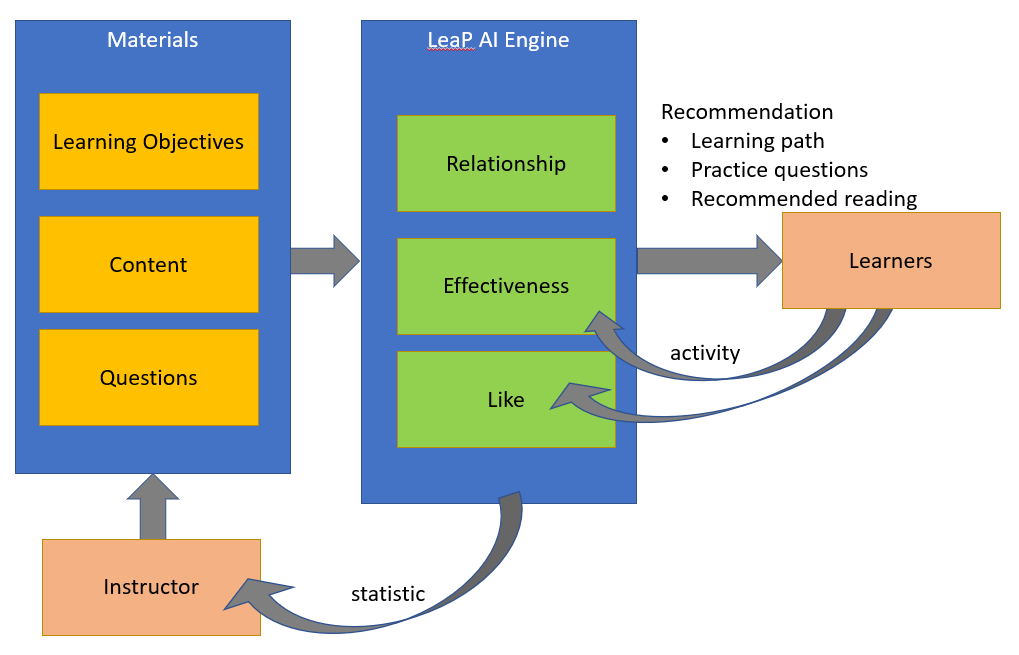 Materials
Learning Objectives
Content
Questions
LeaP AI Engine
Relationship
Effectiveness
Like
Recommendation
• Learning path
• Practice questions
• Recommended reading
Learners
activity
Instructor
statistic